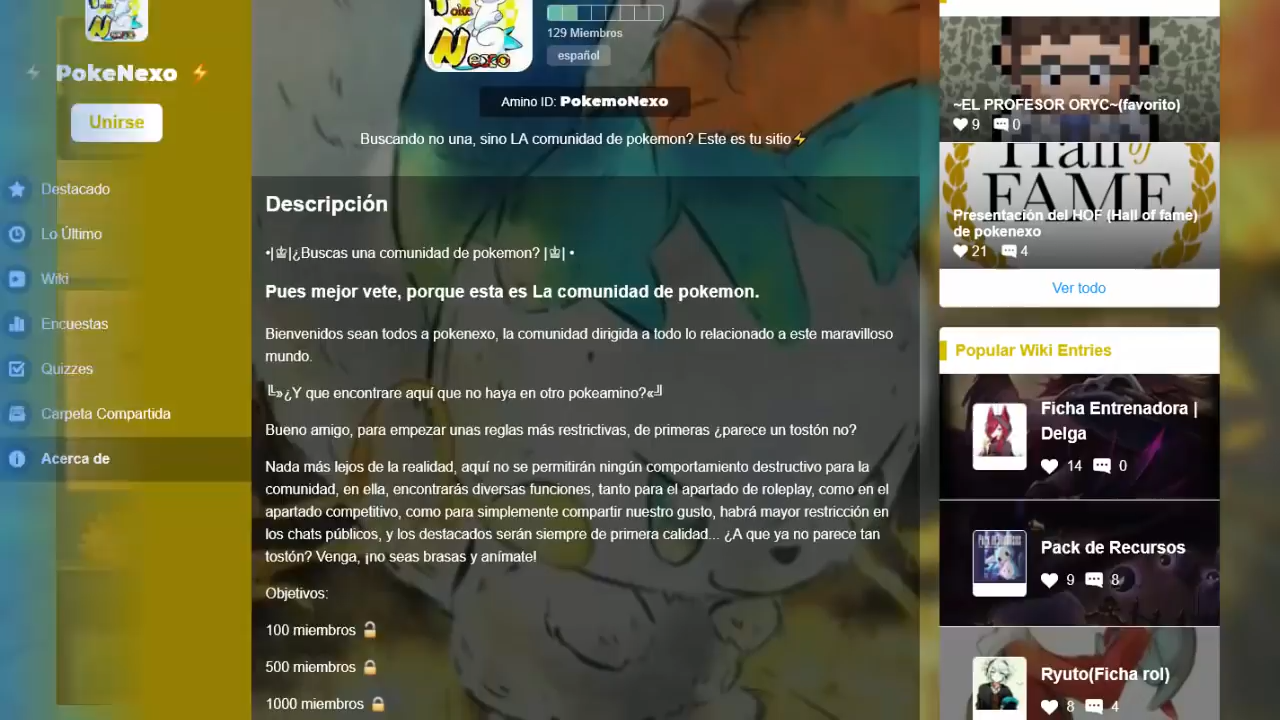 PokeNexo
Unirse
Destacado
Lo Último
Wiki
Encuestas
Quizzes
Carpeta Compartida
Acerca de
Poke
Nexo
129 Miembros
español
Amino ID: PokemoNexo
Buscando no una, sino LA comunidad de pokemon? Este es tu sitio⚡
Descripción
•|♔|¿Buscas una comunidad de pokemon? |♔| •
Pues mejor vete, porque esta es La comunidad de pokemon.
Bienvenidos sean todos a pokenexo, la comunidad dirigida a todo lo relacionado a este maravilloso
mundo.
╚»¿Y que encontrare aquí que no haya en otro pokeamino?«╝
Bueno amigo, para empezar unas reglas más restrictivas, de primeras ¿parece un tostón no?
Nada más lejos de la realidad, aquí no se permitirán ningún comportamiento destructivo para la
comunidad, en ella, encontrarás diversas funciones, tanto para el apartado de roleplay, como en el
apartado competitivo, como para simplemente compartir nuestro gusto, habrá mayor restricción en
los chats públicos, y los destacados serán siempre de primera calidad... ¿A que ya no parece tan
tostón? Venga, ¡no seas brasas y anímate!
Objetivos:
100 miembros 🔓
500 miembros 🔒
1000 miembros 🔒
~EL PROFESOR ORYC~(favorito)
9 0
Hall of
FAME
Presentación del HOF (Hall of fame)
de pokenexo
21 4
Ver todo
Popular Wiki Entries
Ficha Entrenadora |
Delga
14 0
Pack de Recursos
9 8
Ryuto(Ficha rol)
8 4